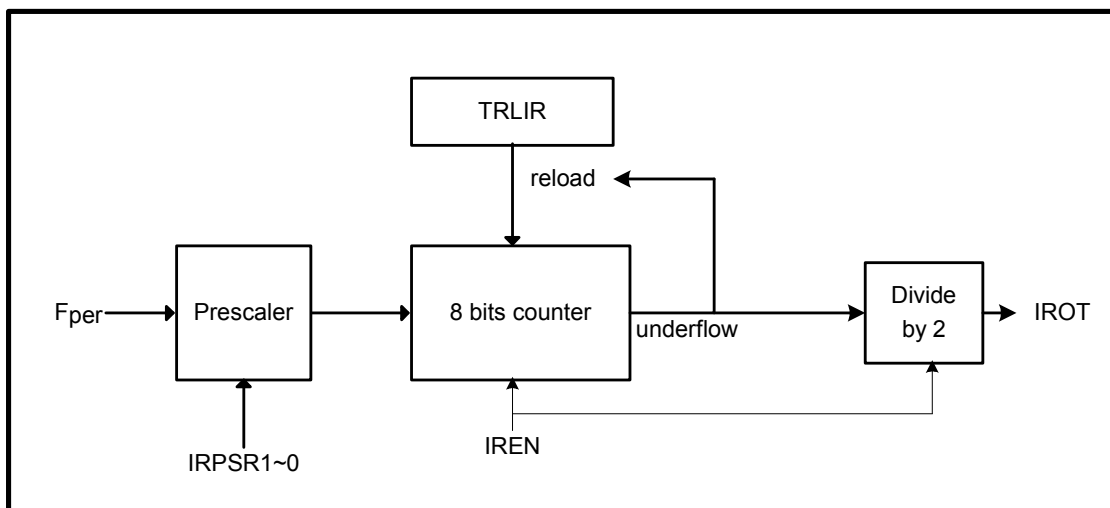 TRLIR
reload
Fper
Prescaler
8 bits counter
underflow
Divide
by 2
IROT
IREN
IRPSR1~0